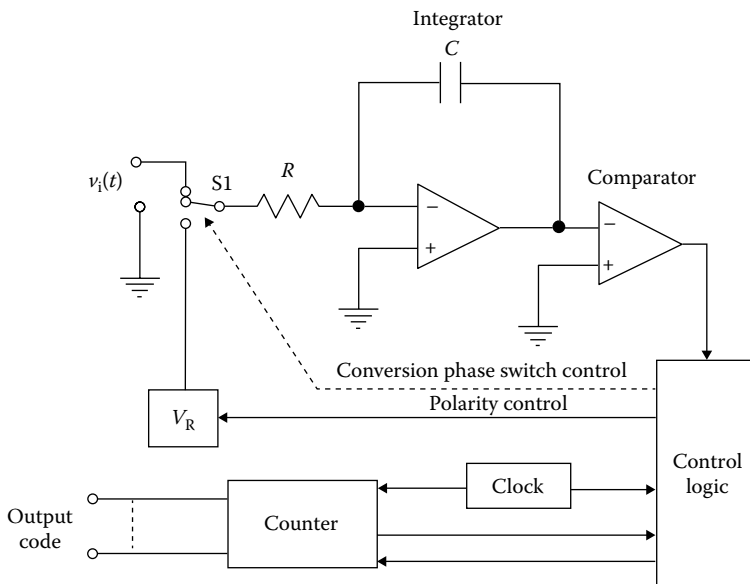 Integrator
C
v_i(t)
S1
R
Comparator
−
+
−
+
Conversion phase switch control
Polarity control
V_R
Control
logic
Clock
Counter
Output
code